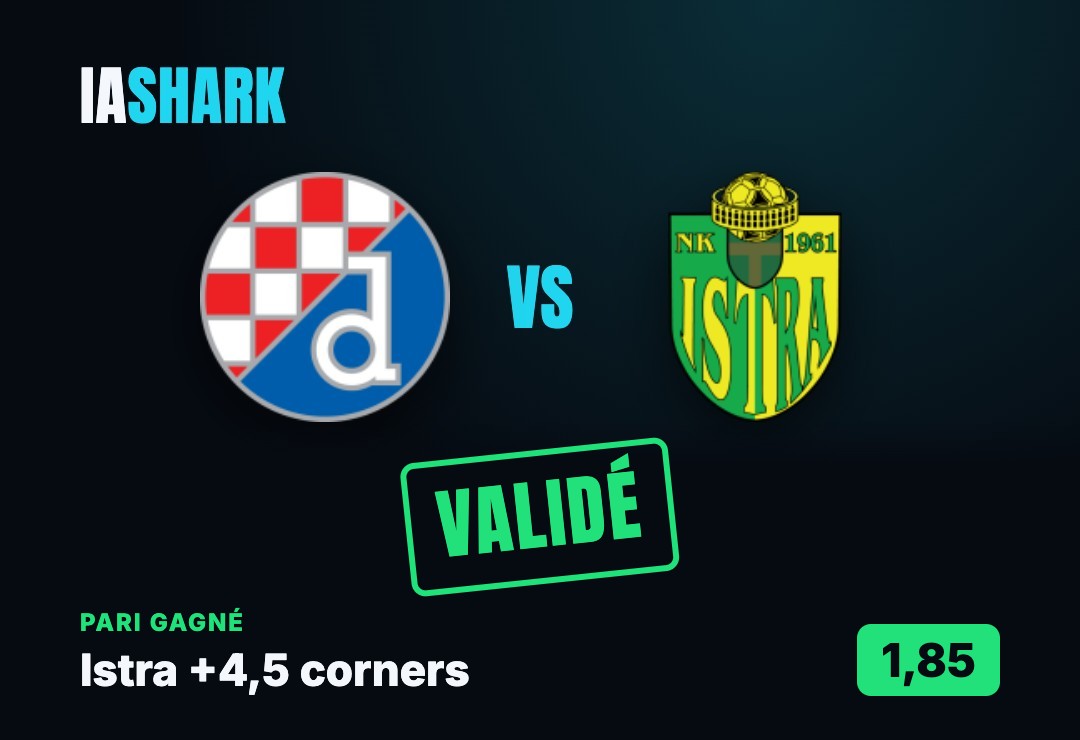 IASHARK
VS
NK 1961
ISTRA
VALIDÉ
PARI GAGNÉ
Istra +4,5 corners
1,85